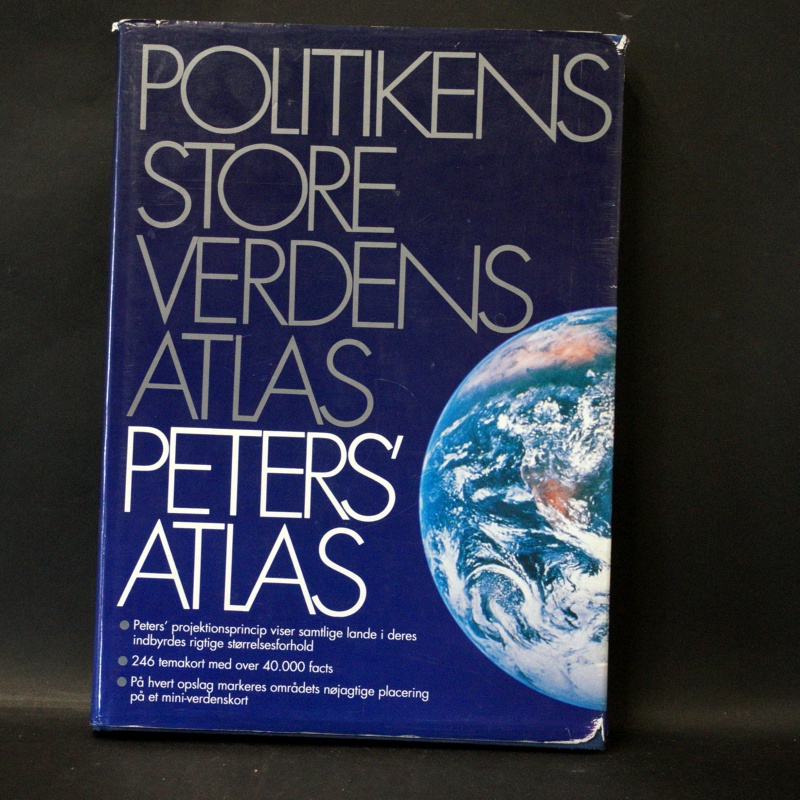 POLITIKENS
STORE
VERDENS
ATLAS
PETERS'
ATLAS
● Peters' projektionsprincip viser samtlige lande i deres
indbyrdes rigtige størrelsesforhold
● 246 temakort med over 40.000 facts
● På hvert opslag markeres områdets nøjagtige placering
på et mini-verdenskort